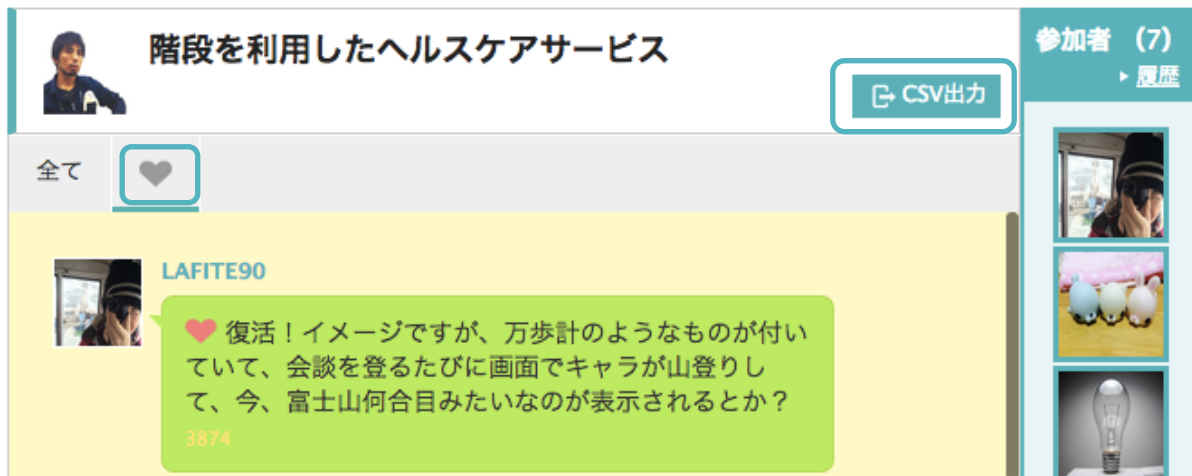 階段を利用したヘルスケアサービス
CSV出力
参加者 （7）
▸ 履歴
全て
LAFITE90
復活！イメージですが、万歩計のようなものが付い
ていて、会談を登るたびに画面でキャラが山登りし
て、今、富士山何合目みたいなのが表示されるとか？
3874